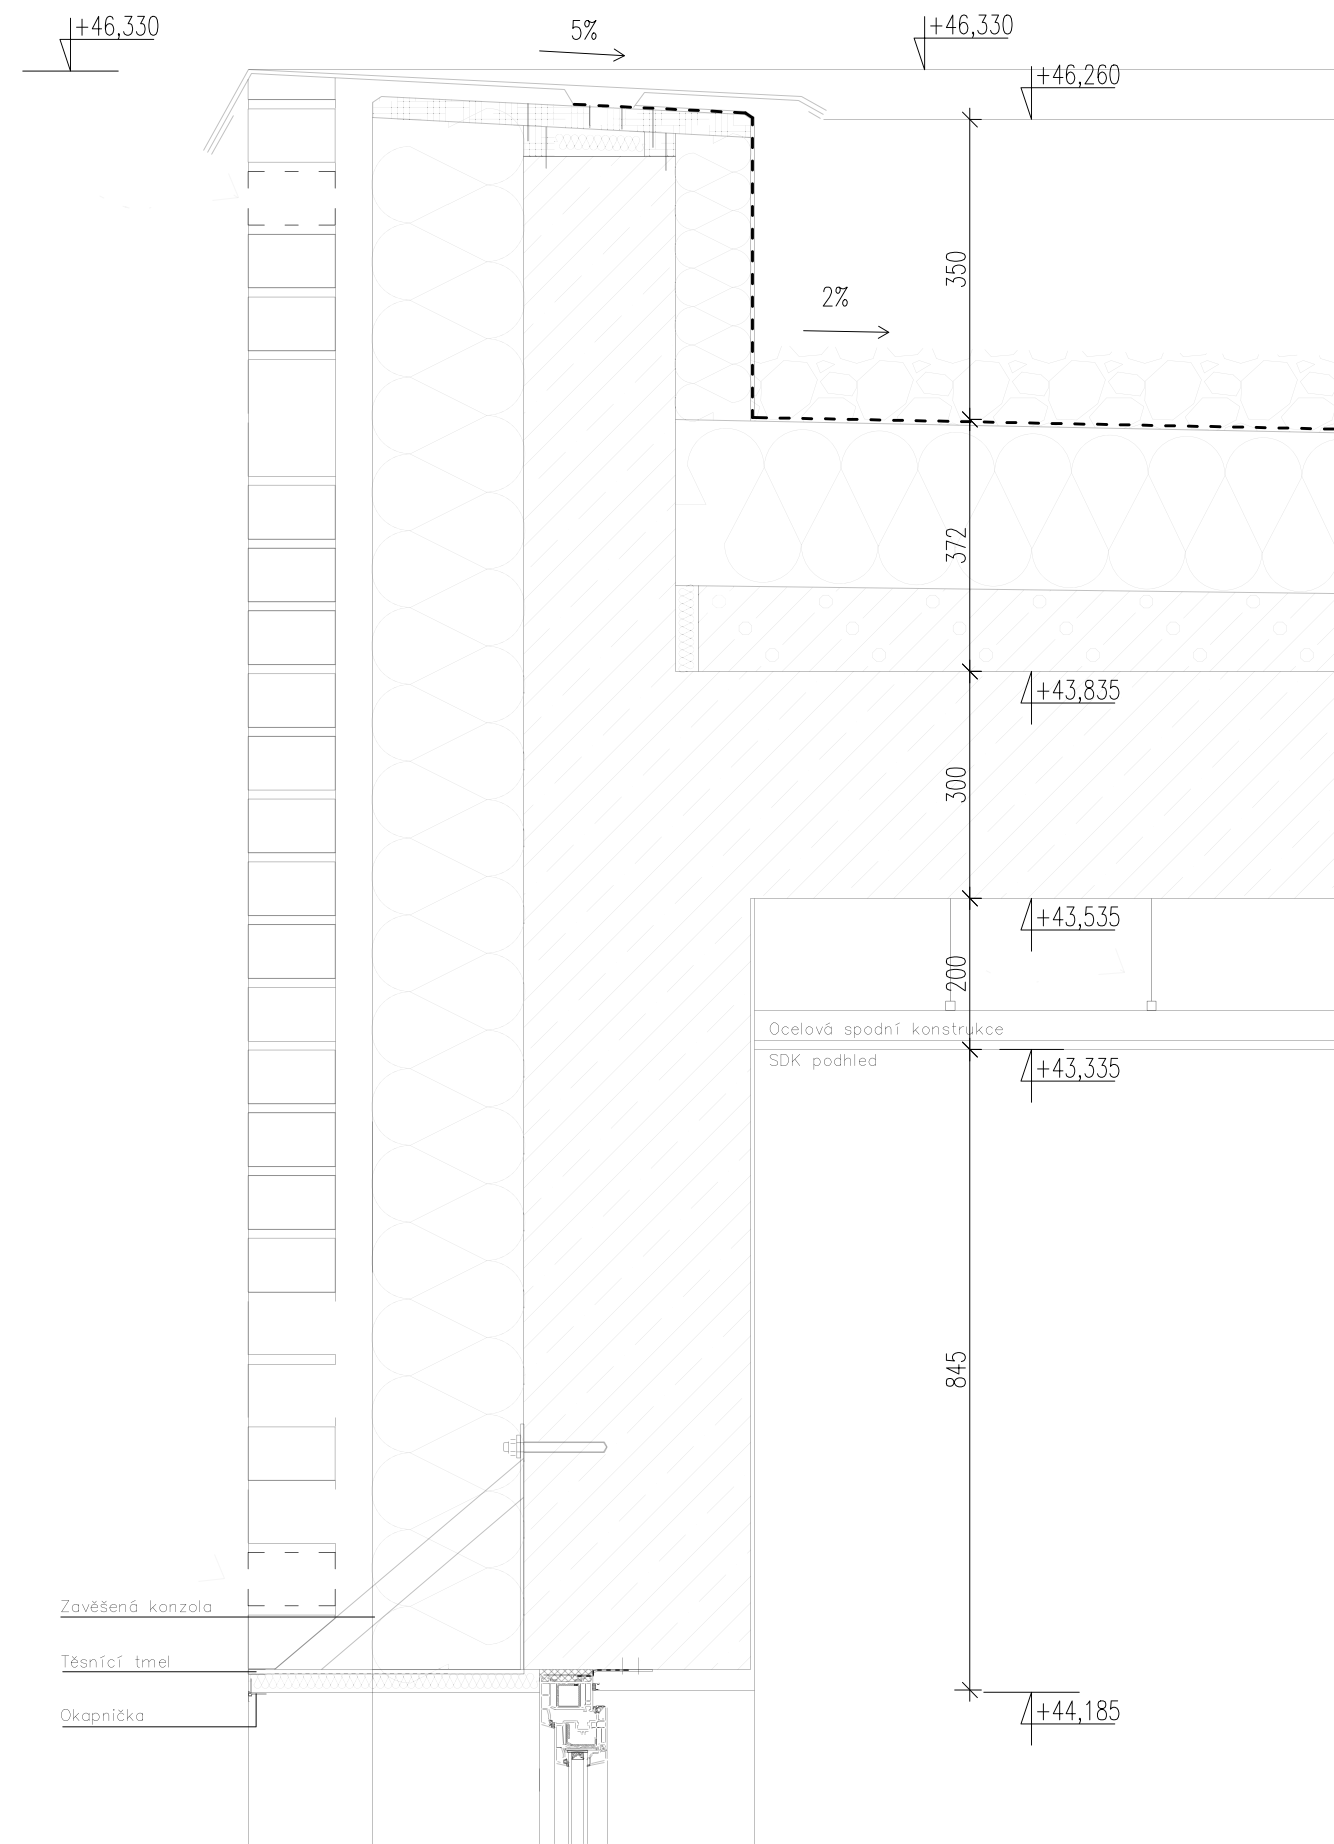 +46,330
5%
+46,330
+46,260
350
2%
372
+43,835
300
+43,535
200
Ocelová spodní konstrukce
SDK podhled
+43,335
845
Zavěšená konzola
Těsnící tmel
Okapnička
+44,185